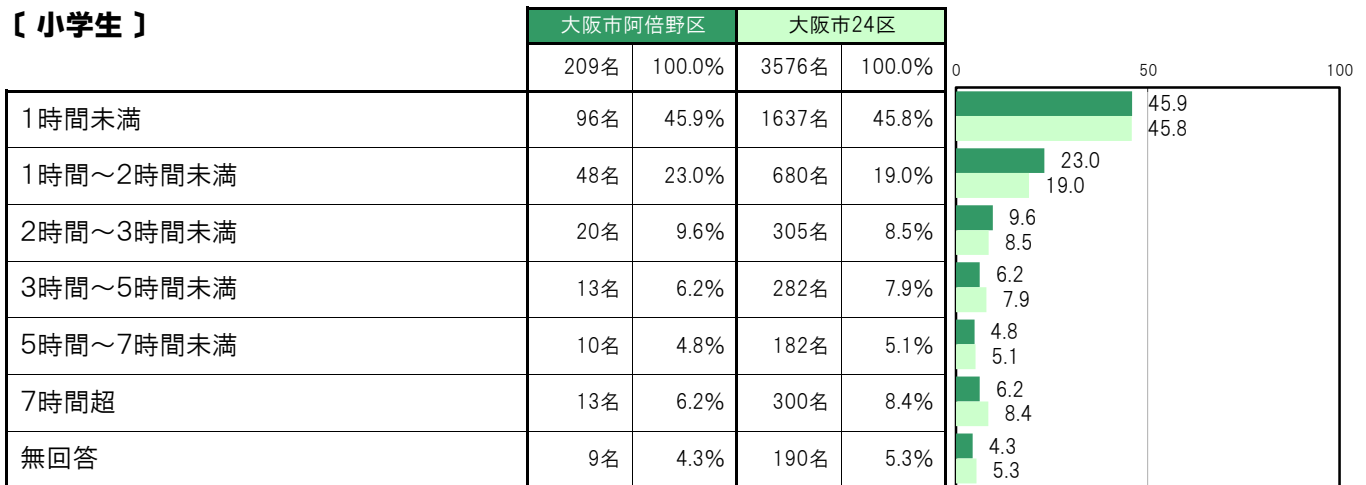 〔 小学生 〕
大阪市阿倍野区 大阪市24区
209名 100.0% 3576名 100.0% 0 50 100
1時間未満 96名 45.9% 1637名 45.8% 45.9 45.8
1時間～2時間未満 48名 23.0% 680名 19.0% 23.0 19.0
2時間～3時間未満 20名 9.6% 305名 8.5% 9.6 8.5
3時間～5時間未満 13名 6.2% 282名 7.9% 6.2 7.9
5時間～7時間未満 10名 4.8% 182名 5.1% 4.8 5.1
7時間超 13名 6.2% 300名 8.4% 6.2 8.4
無回答 9名 4.3% 190名 5.3% 4.3 5.3